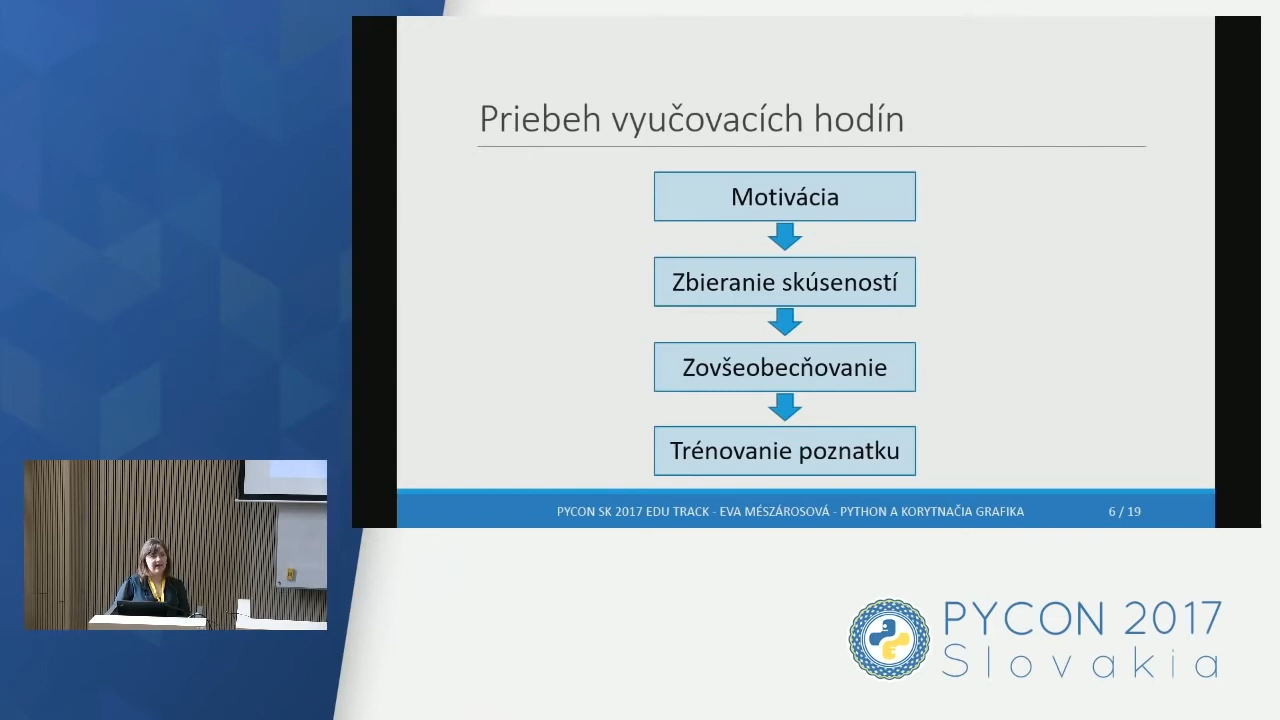 Priebeh vyučovacích hodín
Motivácia
Zbieranie skúseností
Zovšeobecňovanie
Trénovanie poznatku
PYCON SK 2017 EDU TRACK - EVA MÉSZÁROSOVÁ - PYTHON A KORYTNAČIA GRAFIKA
6 / 19
PYCON 2017
Slovakia